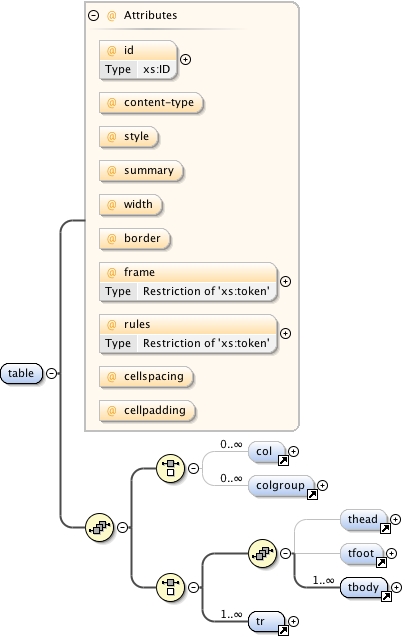 @ Attributes
@ id
Type xs:ID
@ content-type
@ style
@ summary
@ width
@ border
@ frame
Type Restriction of 'xs:token'
@ rules
Type Restriction of 'xs:token'
table
@ cellspacing
@ cellpadding
0..∞ col
0..∞ colgroup
thead
tfoot
1..∞ tbody
1..∞ tr